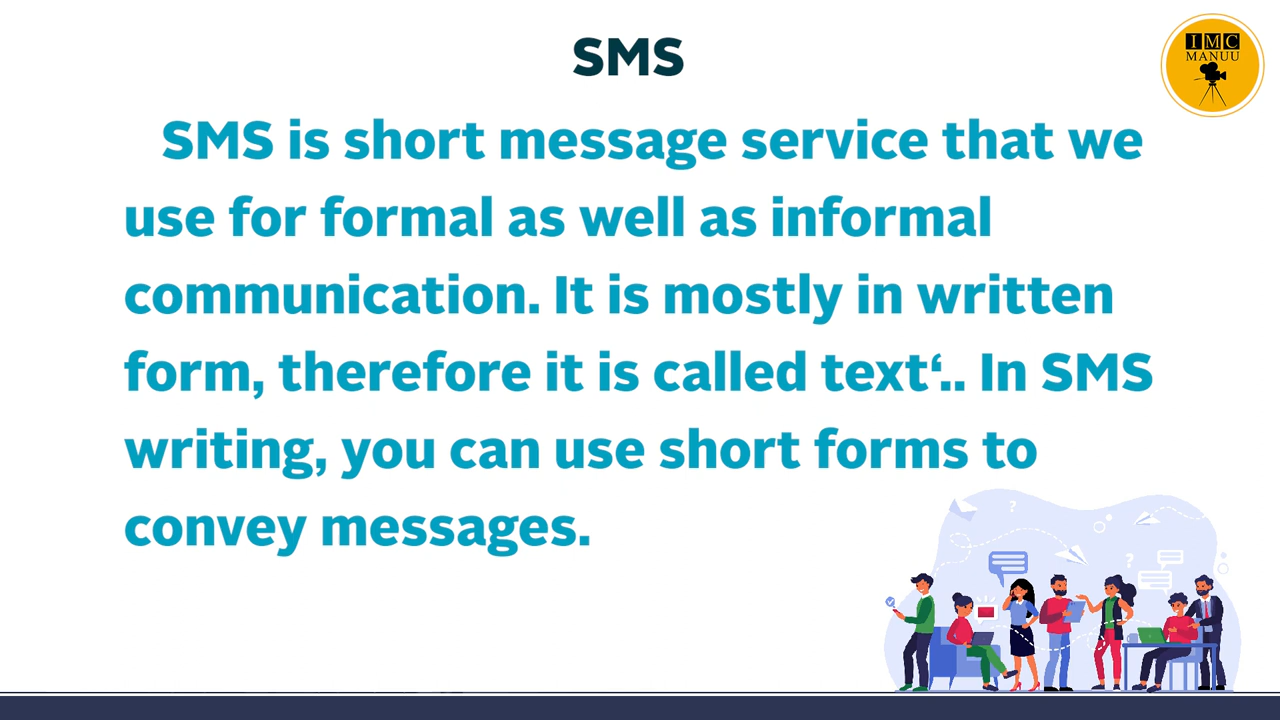 SMS
IMC
MANUU
SMS is short message service that we
use for formal as well as informal
communication. It is mostly in written
form, therefore it is called text‘.. In SMS
writing, you can use short forms to
convey messages.
?
?